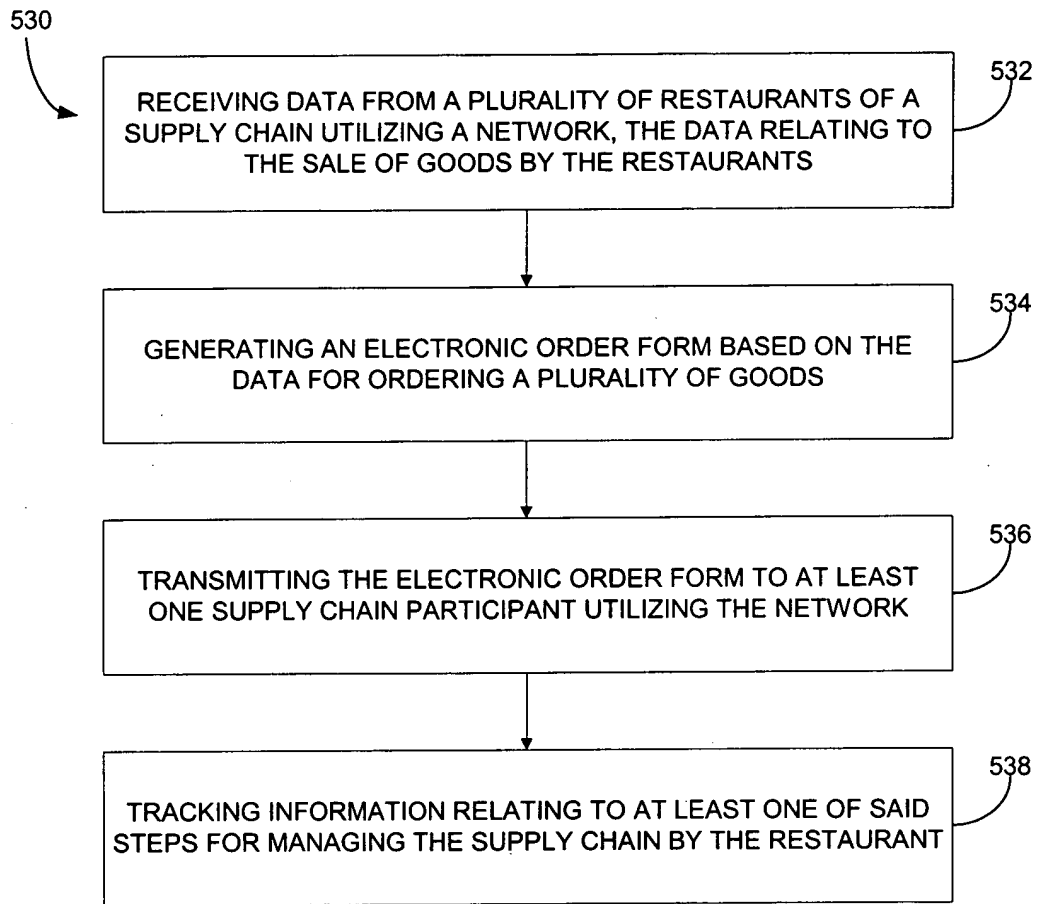 530
532
RECEIVING DATA FROM A PLURALITY OF RESTAURANTS OF A
SUPPLY CHAIN UTILIZING A NETWORK, THE DATA RELATING TO
THE SALE OF GOODS BY THE RESTAURANTS
534
GENERATING AN ELECTRONIC ORDER FORM BASED ON THE
DATA FOR ORDERING A PLURALITY OF GOODS
536
TRANSMITTING THE ELECTRONIC ORDER FORM TO AT LEAST
ONE SUPPLY CHAIN PARTICIPANT UTILIZING THE NETWORK
538
TRACKING INFORMATION RELATING TO AT LEAST ONE OF SAID
STEPS FOR MANAGING THE SUPPLY CHAIN BY THE RESTAURANT